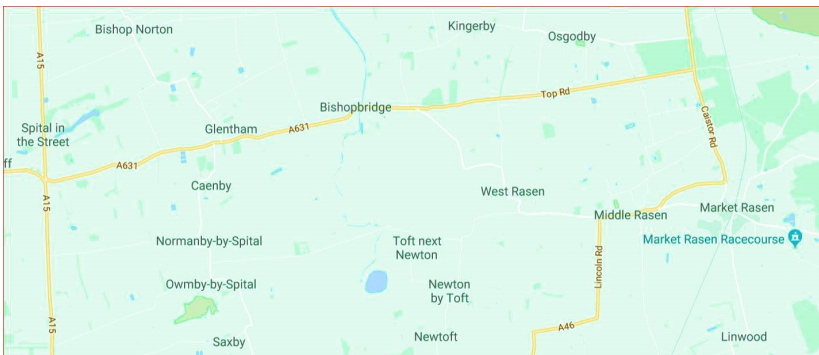 Kingerby
Bishop Norton
Osgodby
A15
Top Rd
Bishopbridge
Caistor Rd
Spital in
the Street
Glentham
A631
ff
A631
Caenby
West Rasen
A15
Middle Rasen
Market Rasen
Normanby-by-Spital
Toft next
Newton
Market Rasen Racecourse
Lincoln Rd
Owmby-by-Spital
Newton
by Toft
A15
A46
Saxby
Newtoft
Linwood